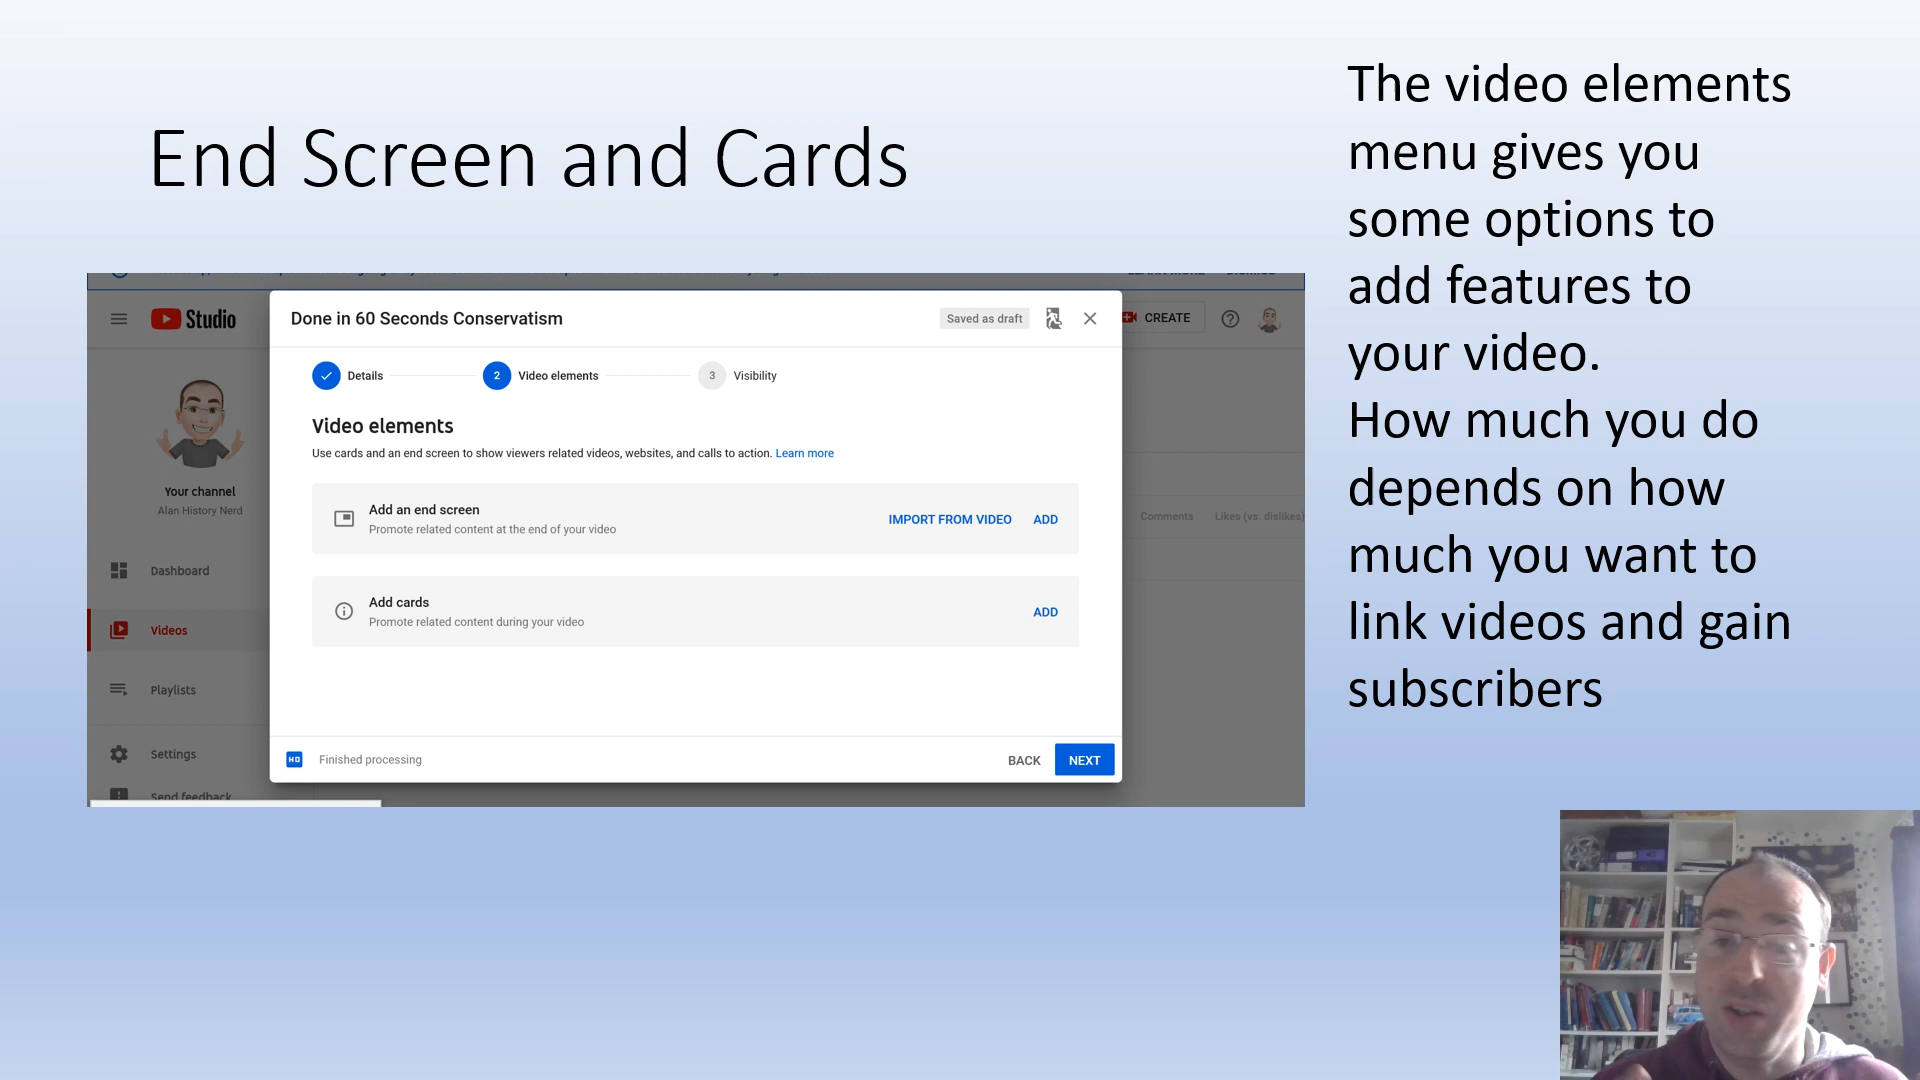 End Screen and Cards
The video elements
menu gives you
some options to
add features to
your video.
How much you do
depends on how
much you want to
link videos and gain
subscribers
Studio
CREATE
Your channel
Alan History Nerd
Dashboard
Videos
Playlists
Settings
Send feedback
Done in 60 Seconds Conservatism
Saved as draft
Details
2 Video elements
3 Visibility
Video elements
Use cards and an end screen to show viewers related videos, websites, and calls to action. Learn more
Add an end screen
Promote related content at the end of your video
IMPORT FROM VIDEO ADD
Add cards
Promote related content during your video
ADD
HD Finished processing
BACK NEXT
Comments Likes (vs. dislikes)